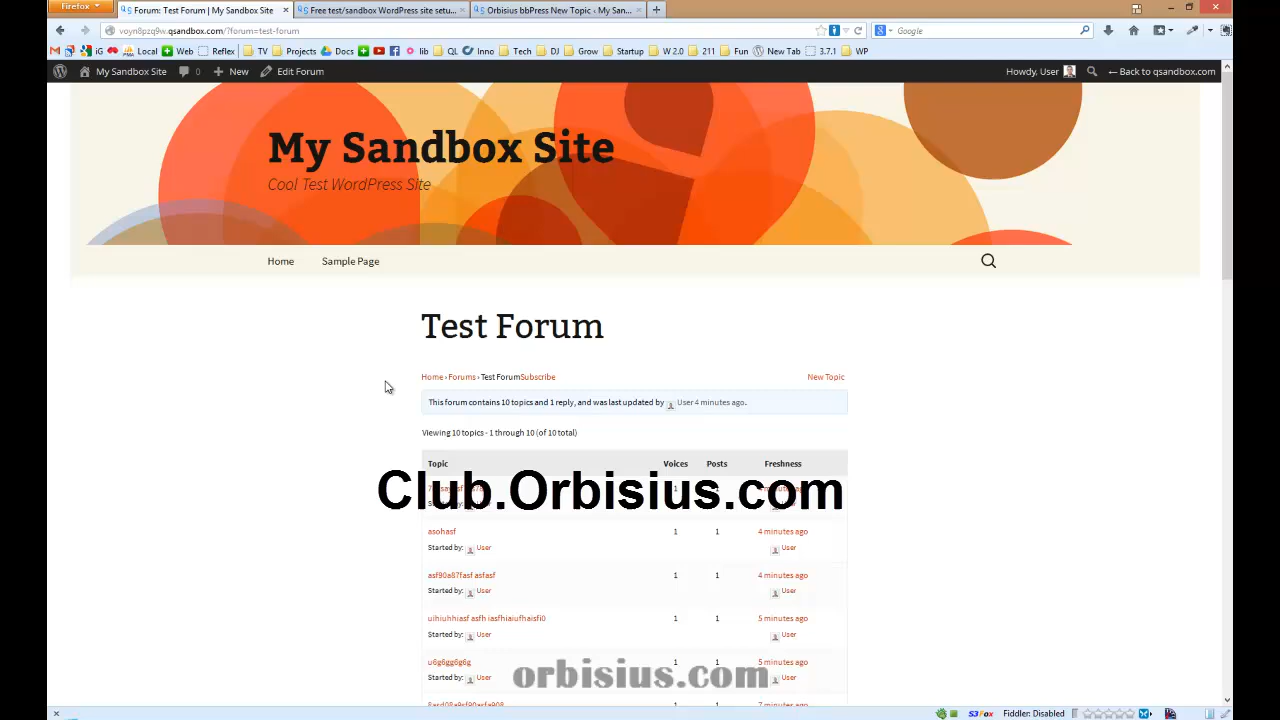 Firefox
Forum: Test Forum | My Sandbox Site
Free test/sandbox WordPress site setu...
Orbisius bbPress New Topic ‹ My San...
voyn8pzq9w.qsandbox.com/?forum=test-forum
Google
Local Web Reflex TV Projects Docs lib QL Inno Tech DJ Grow Startup W 2.0 211 Fun New Tab 3.7.1 WP
My Sandbox Site 0 New Edit Forum Howdy, User ← Back to qsandbox.com
My Sandbox Site
Cool Test WordPress Site
Home Sample Page
Test Forum
Home › Forums › Test ForumSubscribe New Topic
This forum contains 10 topics and 1 reply, and was last updated by User 4 minutes ago.
Viewing 10 topics - 1 through 10 (of 10 total)
Topic Voices Posts Freshness
Club.Orbisius.com
asohasf 1 1 4 minutes ago
Started by: User User
asf90a87fasf asfasf 1 1 4 minutes ago
Started by: User User
uihiuhhiasf asfh iasfhiaiufhaisfi0 1 1 5 minutes ago
Started by: User User
u6g6gg6g6g 1 1 5 minutes ago
Started by: User User
orbisius.com
7 minutes ago
S3Fox Fiddler: Disabled